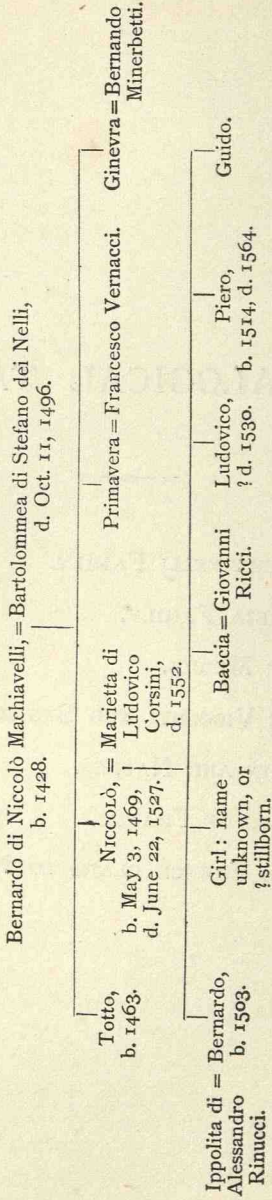 Bernardo di Niccolò Machiavelli, = Bartolommea di Stefano dei Nelli,
b. 1428. d. Oct. 11, 1496.
Totto,
b. 1463.
Niccolò, = Marietta di
b. May 3, 1469, Ludovico
d. June 22, 1527. Corsini,
d. 1552.
Primavera = Francesco Vernacci.
Ginevra = Bernando
Minerbetti.
Ippolita di = Bernardo,
Alessandro b. 1503.
Rinucci.
Girl: name
unknown, or
? stillborn.
Baccia = Giovanni
Ricci.
Ludovico,
? d. 1530.
Piero,
b. 1514, d. 1564.
Guido.